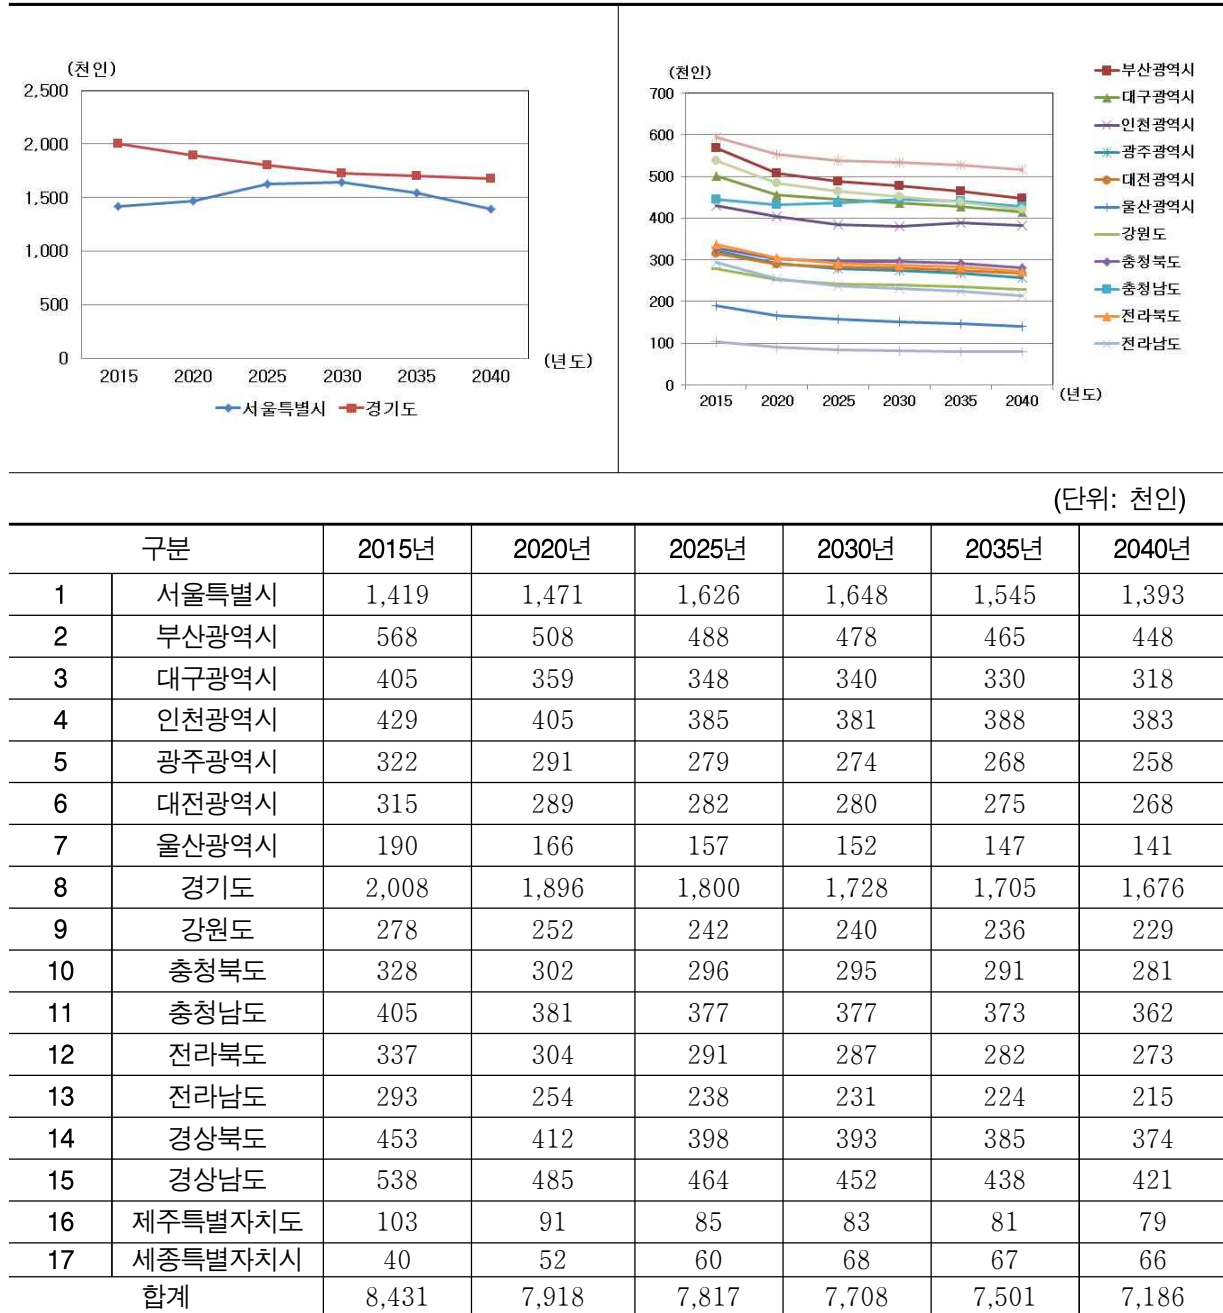 (천인)
2,500
2,000
1,500
1,000
500
0
2015 2020 2025 2030 2035 2040
(년도)
서울특별시 경기도
(천인)
700
600
500
400
300
200
100
0
2015 2020 2025 2030 2035 2040
(년도)
부산광역시
대구광역시
인천광역시
광주광역시
대전광역시
울산광역시
강원도
충청북도
충청남도
전라북도
전라남도
(단위: 천인)
구분 2015년 2020년 2025년 2030년 2035년 2040년
1 서울특별시 1,419 1,471 1,626 1,648 1,545 1,393
2 부산광역시 568 508 488 478 465 448
3 대구광역시 405 359 348 340 330 318
4 인천광역시 429 405 385 381 388 383
5 광주광역시 322 291 279 274 268 258
6 대전광역시 315 289 282 280 275 268
7 울산광역시 190 166 157 152 147 141
8 경기도 2,008 1,896 1,800 1,728 1,705 1,676
9 강원도 278 252 242 240 236 229
10 충청북도 328 302 296 295 291 281
11 충청남도 405 381 377 377 373 362
12 전라북도 337 304 291 287 282 273
13 전라남도 293 254 238 231 224 215
14 경상북도 453 412 398 393 385 374
15 경상남도 538 485 464 452 438 421
16 제주특별자치도 103 91 85 83 81 79
17 세종특별자치시 40 52 60 68 67 66
합계 8,431 7,918 7,817 7,708 7,501 7,186